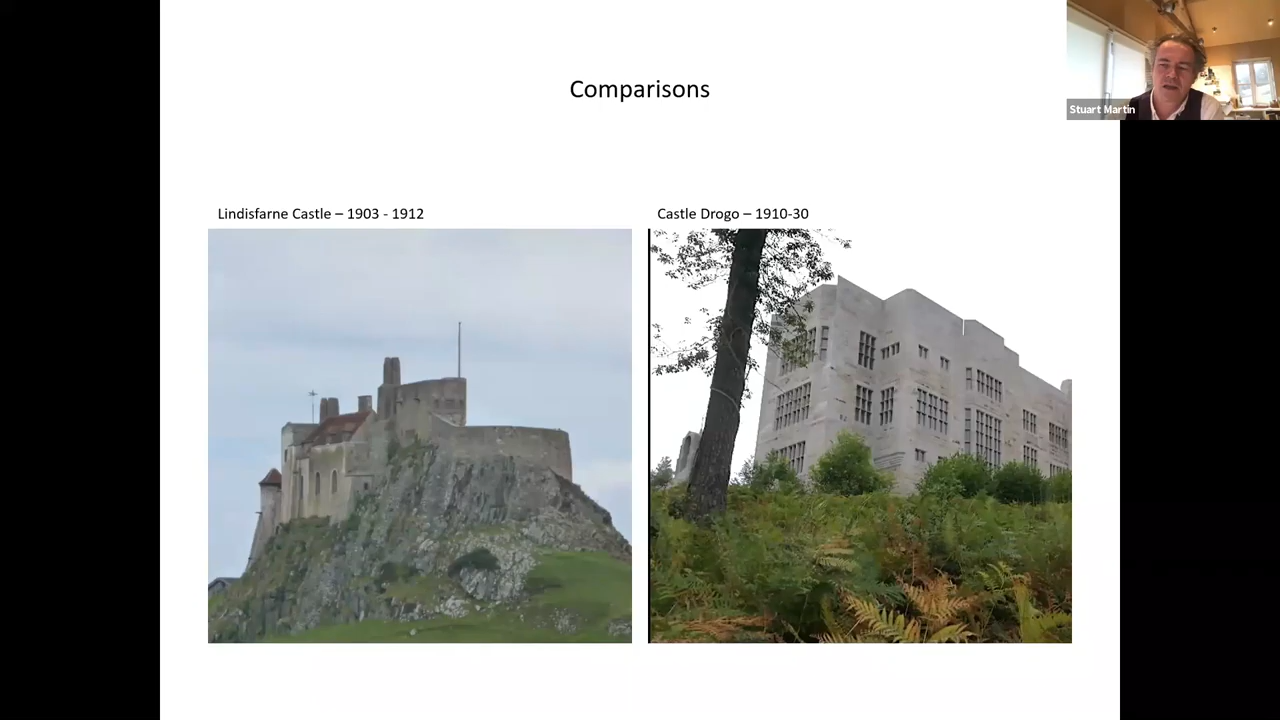 Comparisons
Stuart Martin
Lindisfarne Castle – 1903 - 1912
Castle Drogo – 1910-30